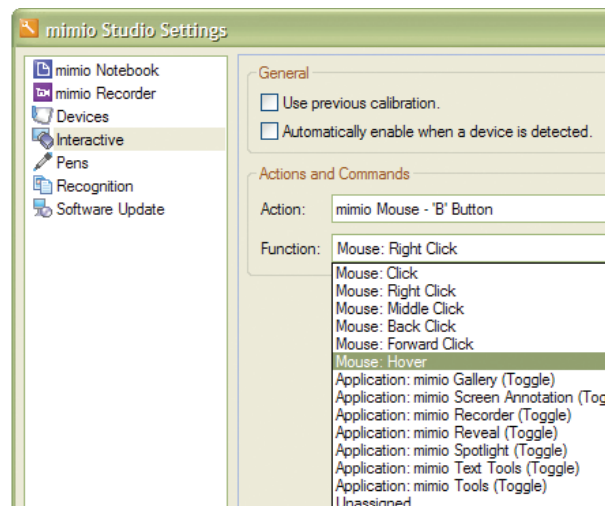 mimio Studio Settings
mimio Notebook
mimio Recorder
Devices
Interactive
Pens
Recognition
Software Update
General
Use previous calibration.
Automatically enable when a device is detected.
Actions and Commands
Action: mimio Mouse - 'B' Button
Function: Mouse: Right Click
Mouse: Click
Mouse: Right Click
Mouse: Middle Click
Mouse: Back Click
Mouse: Forward Click
Mouse: Hover
Application: mimio Gallery (Toggle)
Application: mimio Screen Annotation (Tog
Application: mimio Recorder (Toggle)
Application: mimio Reveal (Toggle)
Application: mimio Spotlight (Toggle)
Application: mimio Text Tools (Toggle)
Application: mimio Tools (Toggle)
Unassigned